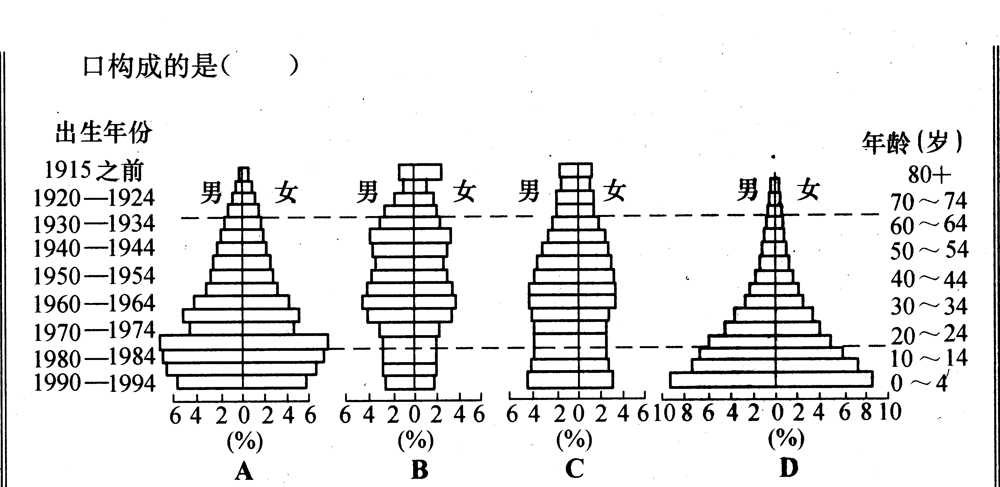 口构成的是(　　)
出生年份
年龄(岁)
1915之前
80+
男 女 男 女 男 女 男 女
1920—1924
70～74
1930—1934
60～64
1940—1944
50～54
1950—1954
40～44
1960—1964
30～34
1970—1974
20～24
1980—1984
10～14
1990—1994
0～4
6 4 2 0 2 4 6
6 4 2 0 2 4 6
6 4 2 0 2 4 6
10 8 6 4 2 0 2 4 6 8 10
(%) (%) (%) (%)
A B C D